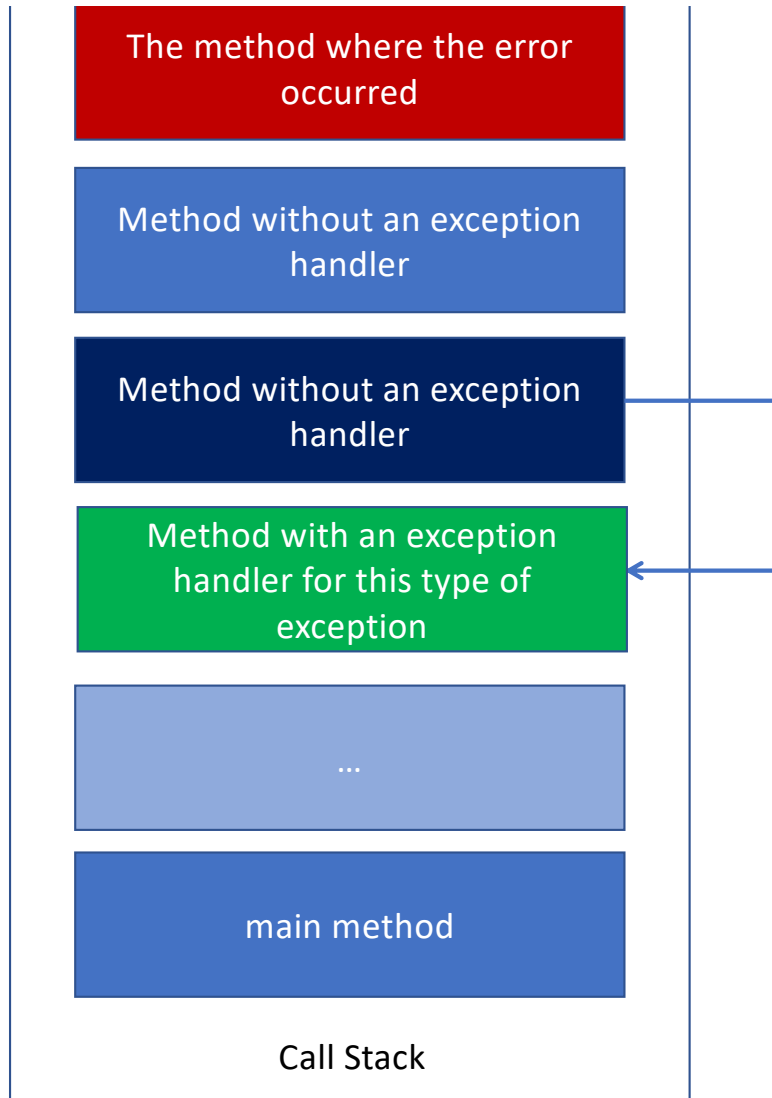 The method where the error
occurred
Method without an exception
handler
Method without an exception
handler
Method with an exception
handler for this type of
exception
...
main method
Call Stack